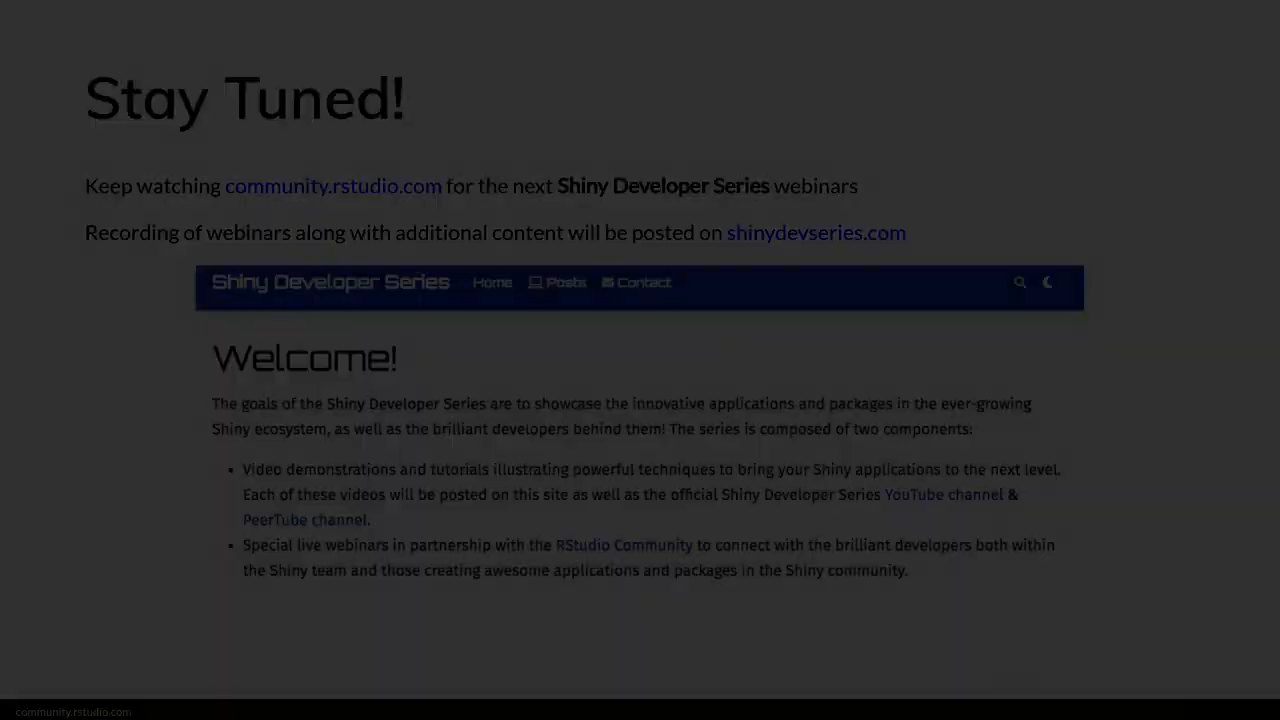 Stay Tuned!
Keep watching community.rstudio.com for the next Shiny Developer Series webinars
Recording of webinars along with additional content will be posted on shinydevseries.com
Shiny Developer Series Home Posts Contact
Welcome!
The goals of the Shiny Developer Series are to showcase the innovative applications and packages in the ever-growing
Shiny ecosystem, as well as the brilliant developers behind them! The series is composed of two components:
• Video demonstrations and tutorials illustrating powerful techniques to bring your Shiny applications to the next level.
Each of these videos will be posted on this site as well as the official Shiny Developer Series YouTube channel &
PeerTube channel.
• Special live webinars in partnership with the RStudio Community to connect with the brilliant developers both within
the Shiny team and those creating awesome applications and packages in the Shiny community.
community.rstudio.com